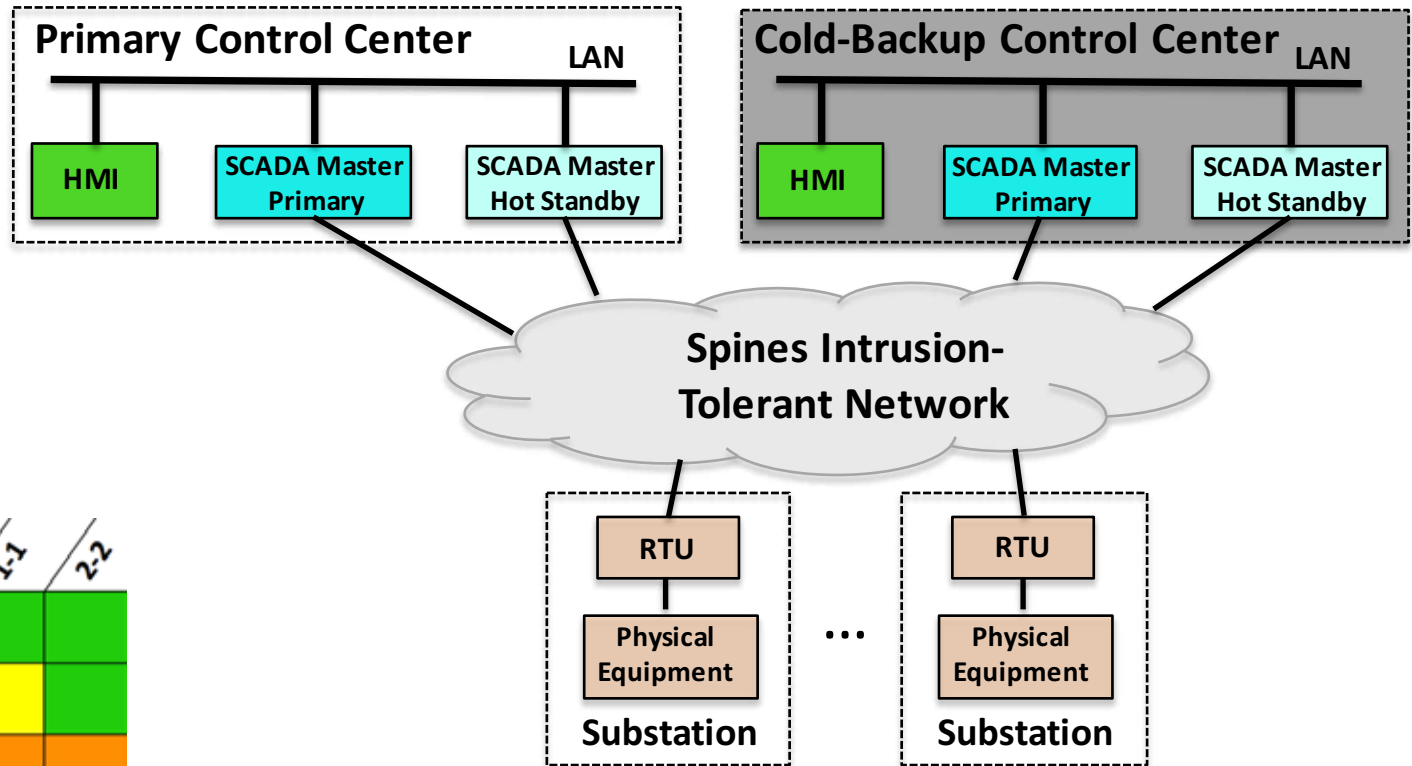 Primary Control Center
LAN
HMI
SCADA Master
Primary
SCADA Master
Hot Standby
Cold-Backup Control Center
LAN
HMI
SCADA Master
Primary
SCADA Master
Hot Standby
Spines Intrusion-
Tolerant Network
1-1
2-2
RTU
Physical
Equipment
Substation
...
RTU
Physical
Equipment
Substation